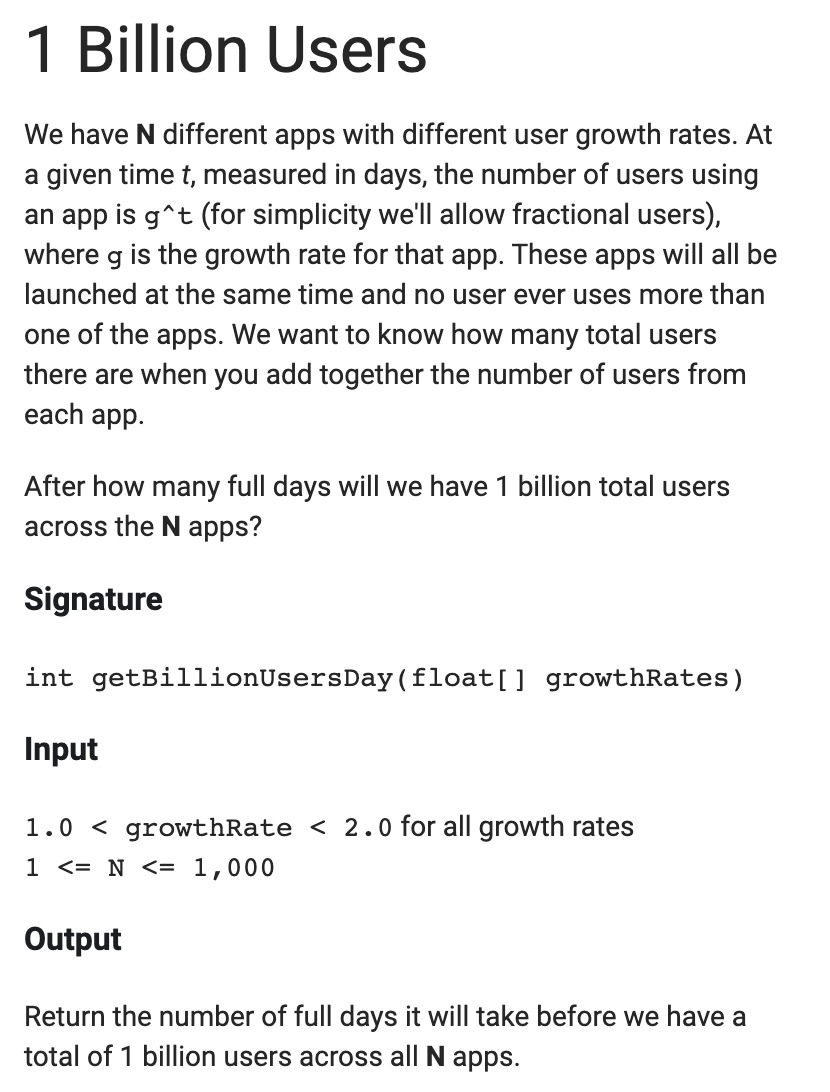 1 Billion Users
We have N different apps with different user growth rates. At
a given time t, measured in days, the number of users using
an app is g^t (for simplicity we'll allow fractional users),
where g is the growth rate for that app. These apps will all be
launched at the same time and no user ever uses more than
one of the apps. We want to know how many total users
there are when you add together the number of users from
each app.
After how many full days will we have 1 billion total users
across the N apps?
Signature
int getBillionUsersDay(float[] growthRates)
Input
1.0 < growthRate < 2.0 for all growth rates
1 <= N <= 1,000
Output
Return the number of full days it will take before we have a
total of 1 billion users across all N apps.